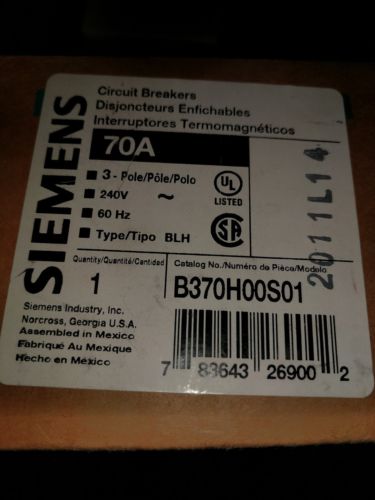 SIEMENS
Circuit Breakers
Disjoncteurs Enfichables
Interruptores Termomagnéticos
70A
3 - Pole/Pôle/Polo
240V ~
60 Hz
Type/Tipo BLH
UL
LISTED
SA
2011L14
Quantity/Quantité/Cantidad
1
Catalog No./Numéro de Pièce/Modelo
B370H00S01
Siemens Industry, Inc.
Norcross, Georgia U.S.A.
Assembled in Mexico
Fabriqué Au Mexique
Hecho en México
7 83643 26900 2